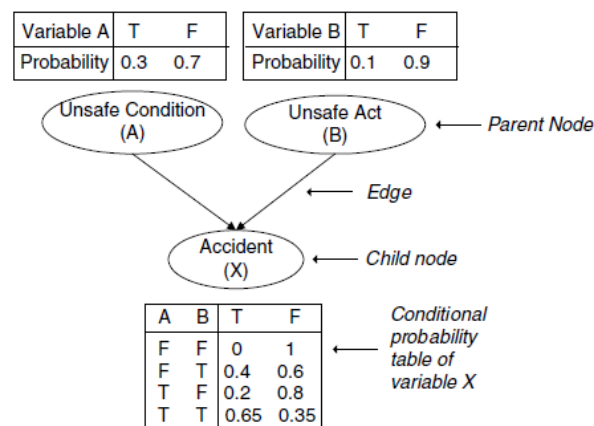 Variable A T F
Probability 0.3 0.7
Variable B T F
Probability 0.1 0.9
Unsafe Condition
(A)
Unsafe Act
(B)
Parent Node
Edge
Accident
(X)
Child node
A B T F
F F 0 1
F T 0.4 0.6
T F 0.2 0.8
T T 0.65 0.35
Conditional
probability
table of
variable X